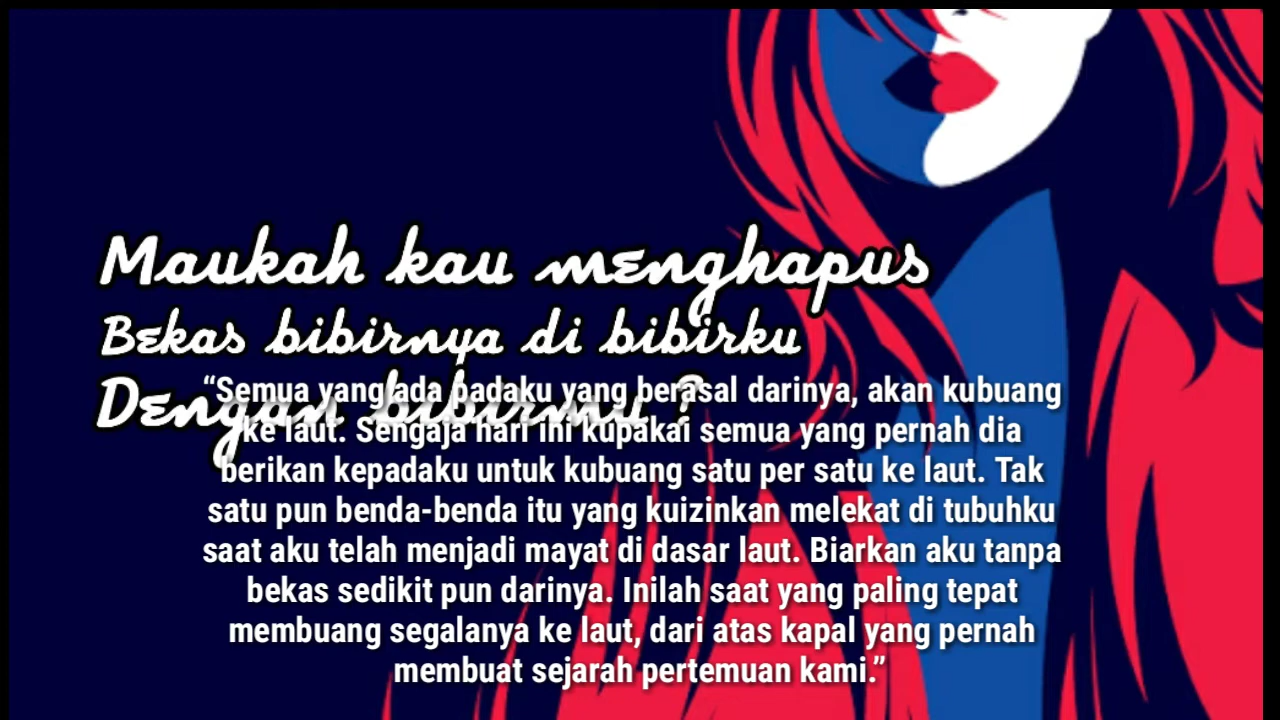 Maukah kau menghapus
Bekas bibirnya di bibirku
Dengan bibirmu ?
“Semua yang ada padaku yang berasal darinya, akan kubuang
ke laut. Sengaja hari ini kupakai semua yang pernah dia
berikan kepadaku untuk kubuang satu per satu ke laut. Tak
satu pun benda-benda itu yang kuizinkan melekat di tubuhku
saat aku telah menjadi mayat di dasar laut. Biarkan aku tanpa
bekas sedikit pun darinya. Inilah saat yang paling tepat
membuang segalanya ke laut, dari atas kapal yang pernah
membuat sejarah pertemuan kami.”